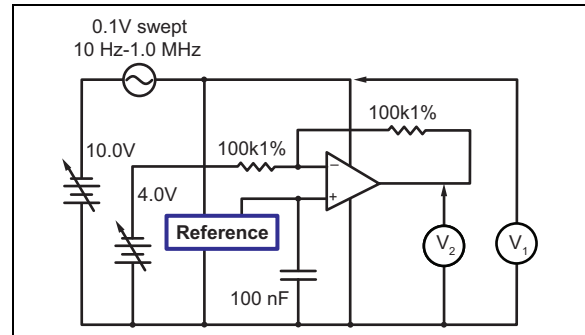 0.1V swept
10 Hz-1.0 MHz
100k1%
100k1%
10.0V
4.0V
−
+
Reference
V2
V1
100 nF